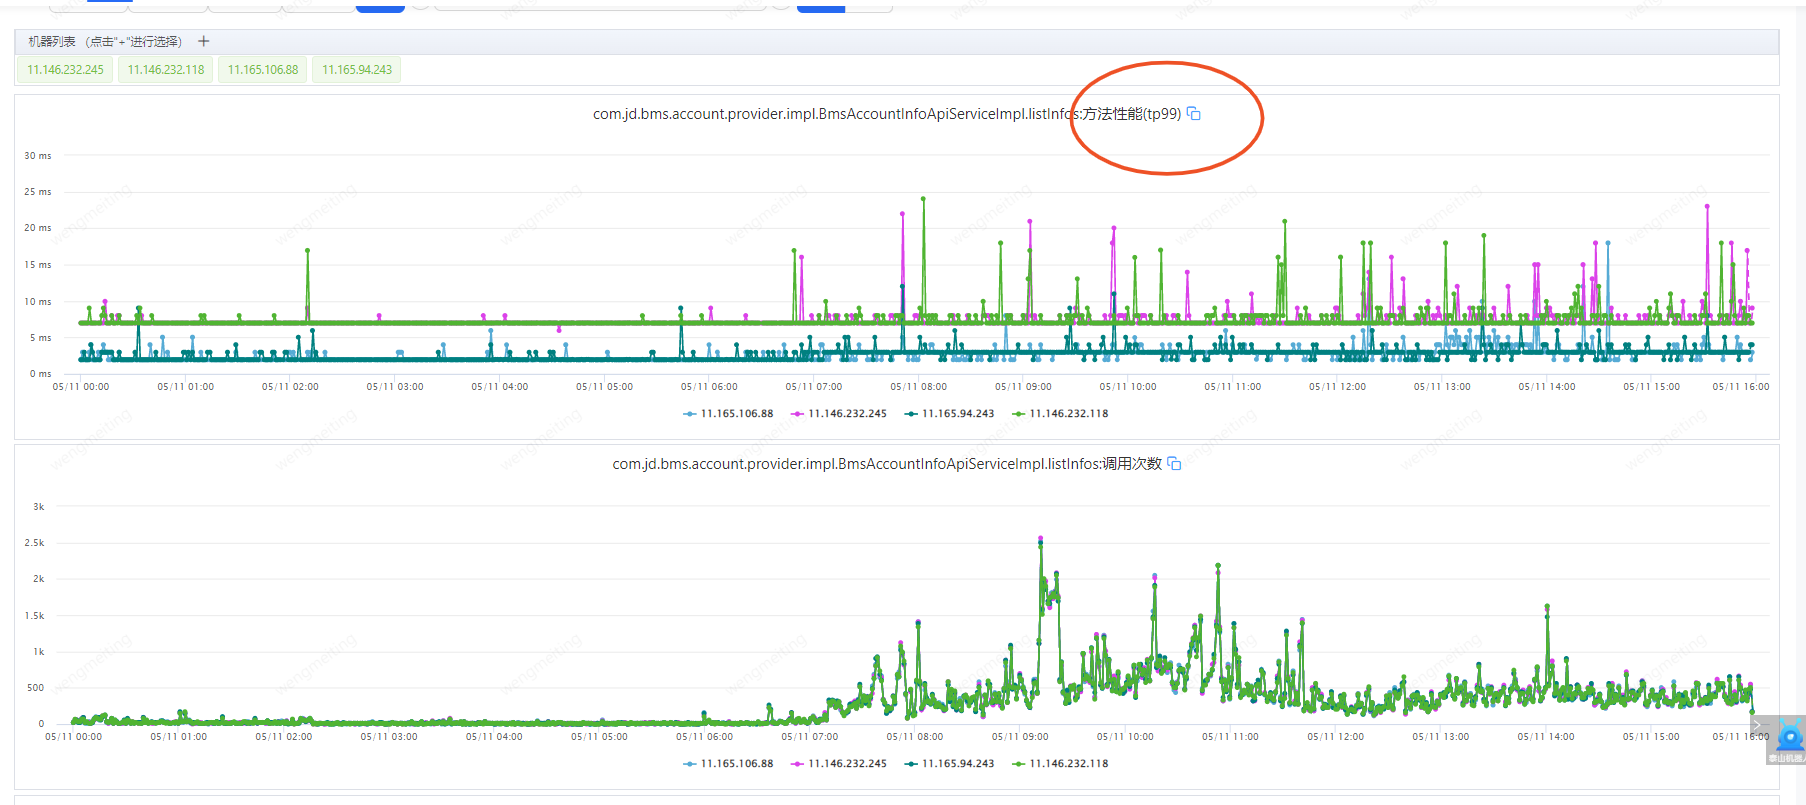 机器列表 （点击"+"进行选择） +
11.146.232.245 11.146.232.118 11.165.106.88 11.165.94.243
com.jd.bms.account.provider.impl.BmsAccountInfoApiServiceImpl.listInfos:方法性能(tp99)
30 ms
25 ms
20 ms
15 ms
10 ms
5 ms
0 ms
05/11 00:00 05/11 01:00 05/11 02:00 05/11 03:00 05/11 04:00 05/11 05:00 05/11 06:00 05/11 07:00 05/11 08:00 05/11 09:00 05/11 10:00 05/11 11:00 05/11 12:00 05/11 13:00 05/11 14:00 05/11 15:00 05/11 16:00
11.165.106.88 11.146.232.245 11.165.94.243 11.146.232.118
com.jd.bms.account.provider.impl.BmsAccountInfoApiServiceImpl.listInfos:调用次数
3k
2.5k
2k
1.5k
1k
500
0
05/11 00:00 05/11 01:00 05/11 02:00 05/11 03:00 05/11 04:00 05/11 05:00 05/11 06:00 05/11 07:00 05/11 08:00 05/11 09:00 05/11 10:00 05/11 11:00 05/11 12:00 05/11 13:00 05/11 14:00 05/11 15:00 05/11 16:00
11.165.106.88 11.146.232.245 11.165.94.243 11.146.232.118
泰山机器人
wengmeiting